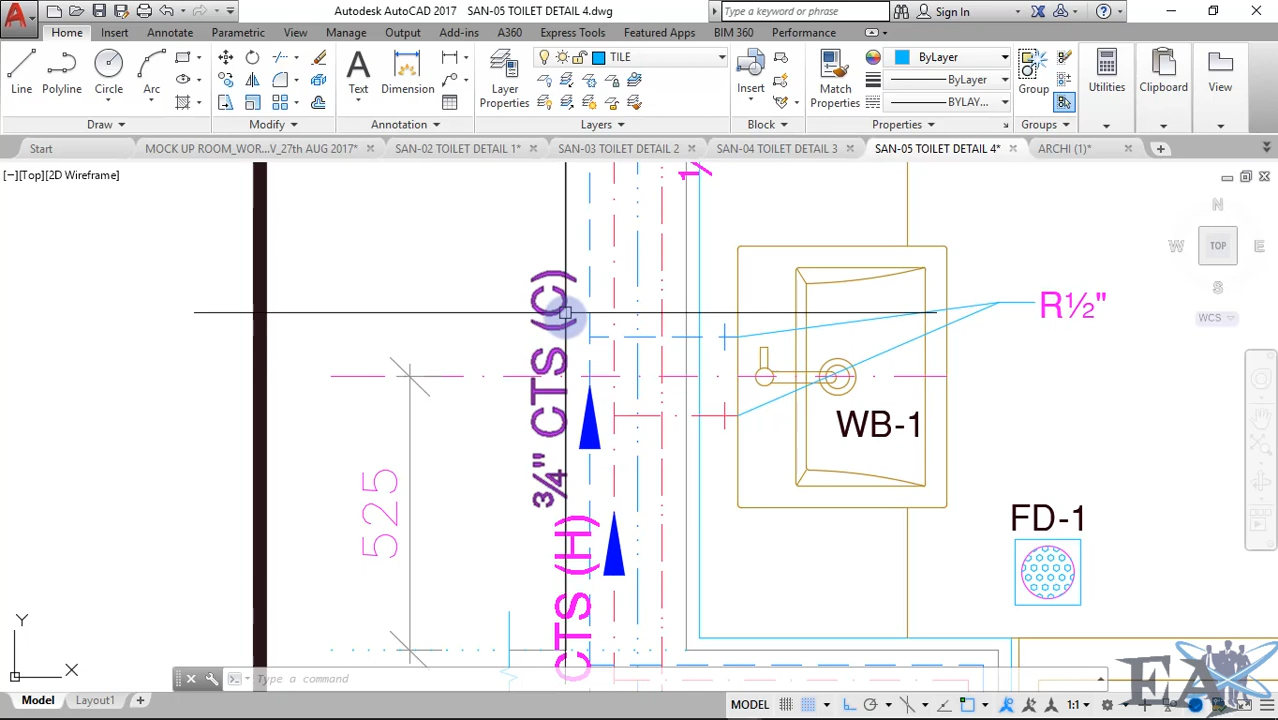 Autodesk AutoCAD 2017 SAN-05 TOILET DETAIL 4.dwg
Type a keyword or phrase
Sign In
Home Insert Annotate Parametric View Manage Output Add-ins A360 Express Tools Featured Apps BIM 360 Performance
Line Polyline Circle Arc
Draw
Modify
Text Dimension
Annotation
Layer Properties
TILE
Layers
Insert
Block
Match Properties
ByLayer
ByLayer
BYLAY...
Properties
Group
Groups
Utilities
Clipboard
View
Start MOCK UP ROOM_WOR...V_27th AUG 2017* SAN-02 TOILET DETAIL 1* SAN-03 TOILET DETAIL 2 SAN-04 TOILET DETAIL 3 SAN-05 TOILET DETAIL 4* ARCHI (1)*
[−][Top][2D Wireframe]
N
W TOP E
S
WCS
¾" CTS (C)
CTS (H)
525
R½"
WB-1
FD-1
Y
X
Type a command
Model Layout1
MODEL
1:1
EA